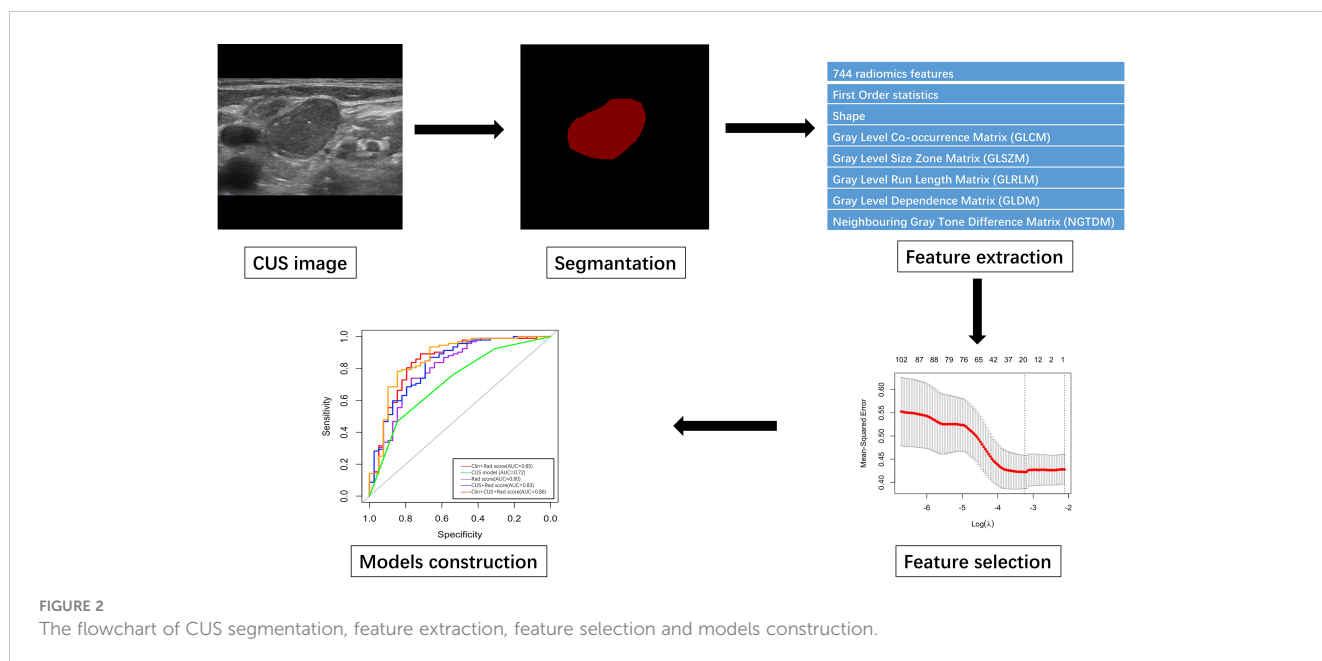 CUS image
Segmantation
744 radiomics features
First Order statistics
Shape
Gray Level Co-occurrence Matrix (GLCM)
Gray Level Size Zone Matrix (GLSZM)
Gray Level Run Length Matrix (GLRLM)
Gray Level Dependence Matrix (GLDM)
Neighbouring Gray Tone Difference Matrix (NGTDM)
Feature extraction
102 87 88 79 76 65 42 37 20 12 2 1
Mean-Squared Error
0.60
0.55
0.50
0.45
0.40
-6 -5 -4 -3 -2
Log(λ)
Feature selection
Sensitivity
1.0
0.8
0.6
0.4
0.2
0.0
Clin+Rad score(AUC=0.85)
CUS model (AUC=0.72)
Rad score(AUC=0.80)
CUS+Rad score(AUC=0.83)
Clin+CUS+Rad score(AUC=0.86)
1.0 0.8 0.6 0.4 0.2 0.0
Specificity
Models construction
FIGURE 2
The flowchart of CUS segmentation, feature extraction, feature selection and models construction.